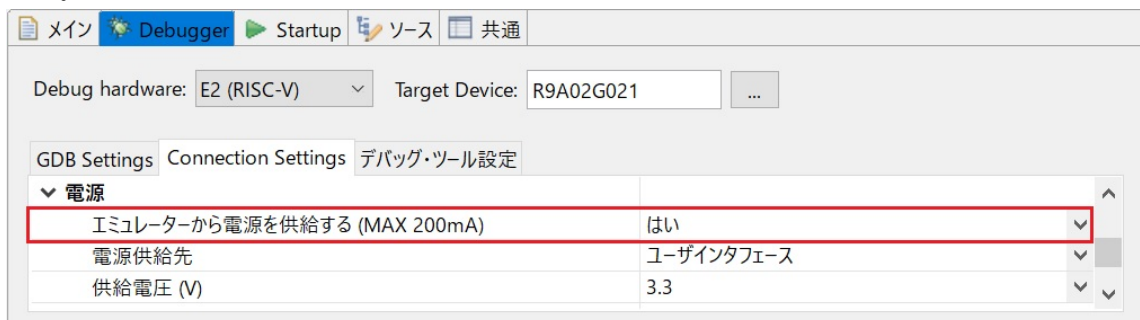 メイン Debugger Startup ソース 共通
Debug hardware: E2 (RISC-V) Target Device: R9A02G021 ...
GDB Settings Connection Settings デバッグ・ツール設定
電源
エミュレーターから電源を供給する (MAX 200mA) はい
電源供給先 ユーザインタフェース
供給電圧 (V) 3.3